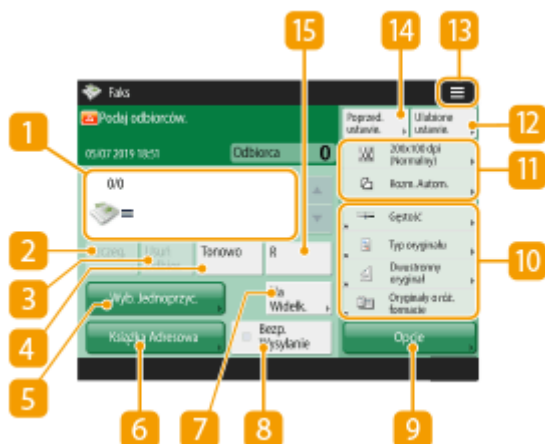 15
14
13
Faks
Podaj odbiorców.
Poprzed. ustawie.
Ulubione ustawie.
1
12
05/07 2019 18:51
Odbiorca
0
200x100 dpi
(Normalny)
11
0/0
Rozm. Autom.
Gęstość
2
Tonowo
R
Typ oryginału
10
3
Dwustronny oryginał
4
Wyb. Jednoprzyc.
Widełk.
Oryginały o róż. formacie
Książka Adresowa
Bezp. Wysyłanie
Opcje
5
6
7
8
9